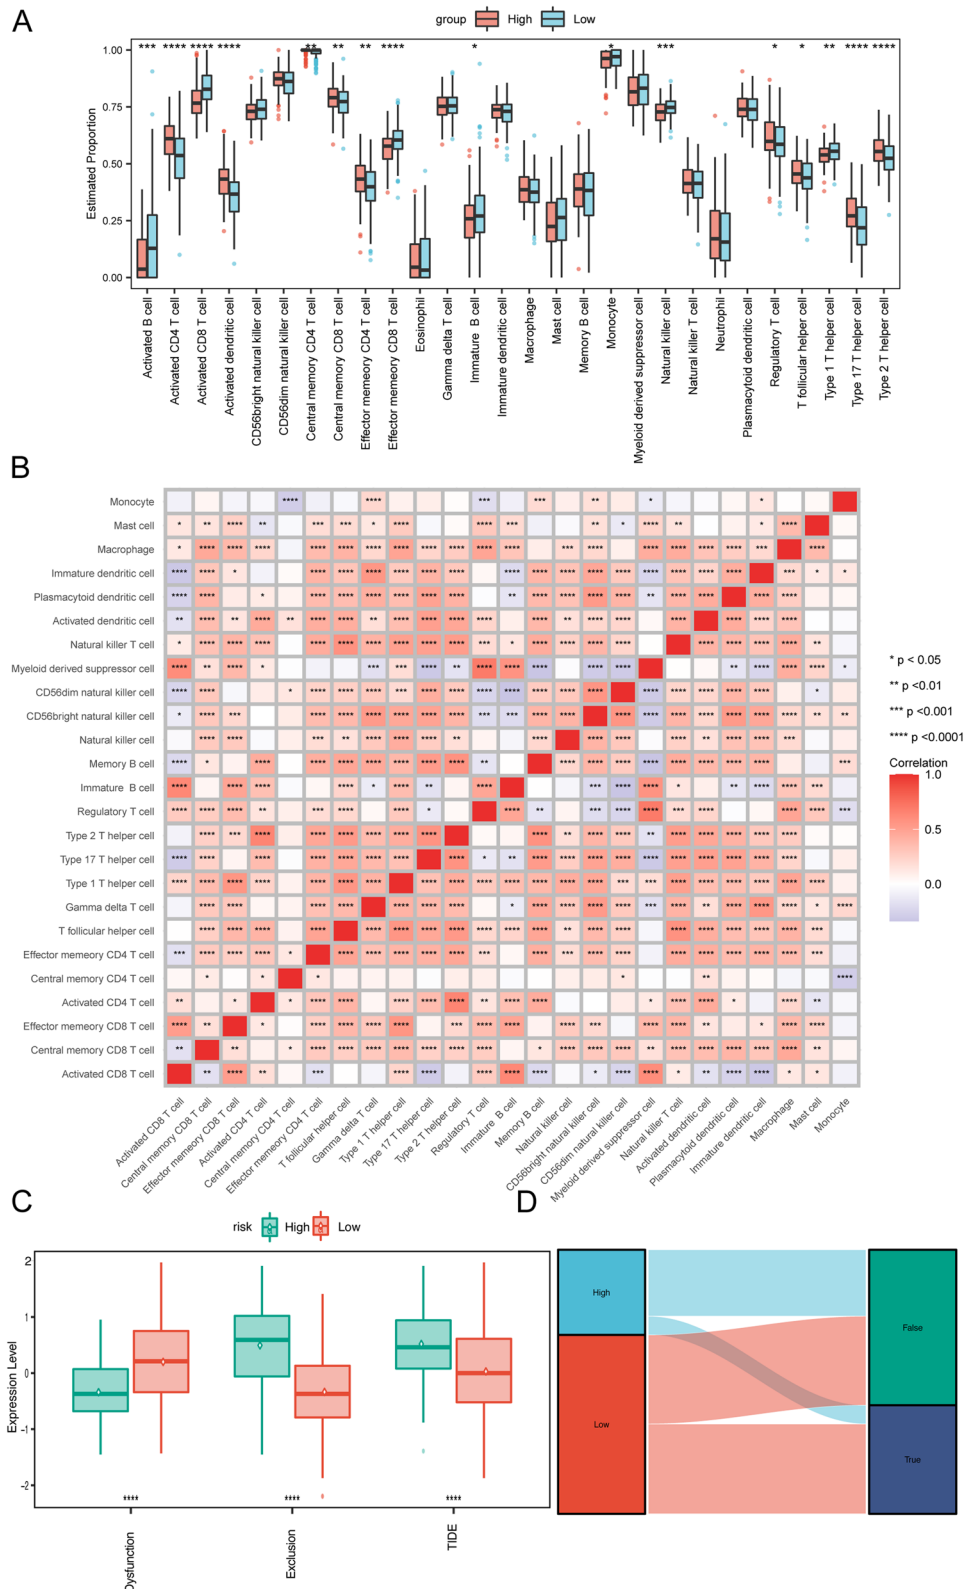 A
group High Low
*** **** **** **** ** ** ** **** * * *** * * ** **** ****
Estimated Proportion
1.00
0.75
0.50
0.25
0.00
Activated B cell
Activated CD4 T cell
Activated CD8 T cell
Activated dendritic cell
CD56bright natural killer cell
CD56dim natural killer cell
Central memory CD4 T cell
Central memory CD8 T cell
Effector memeory CD4 T cell
Effector memeory CD8 T cell
Eosinophil
Gamma delta T cell
Immature B cell
Immature dendritic cell
Macrophage
Mast cell
Memory B cell
Monocyte
Myeloid derived suppressor cell
Natural killer cell
Natural killer T cell
Neutrophil
Plasmacytoid dendritic cell
Regulatory T cell
T follicular helper cell
Type 1 T helper cell
Type 17 T helper cell
Type 2 T helper cell
B
Monocyte
Mast cell
Macrophage
Immature dendritic cell
Plasmacytoid dendritic cell
Activated dendritic cell
Natural killer T cell
Myeloid derived suppressor cell
CD56dim natural killer cell
CD56bright natural killer cell
Natural killer cell
Memory B cell
Immature B cell
Regulatory T cell
Type 2 T helper cell
Type 17 T helper cell
Type 1 T helper cell
Gamma delta T cell
T follicular helper cell
Effector memeory CD4 T cell
Central memory CD4 T cell
Activated CD4 T cell
Effector memeory CD8 T cell
Central memory CD8 T cell
Activated CD8 T cell
* p < 0.05
** p <0.01
*** p <0.001
**** p <0.0001
Correlation
1.0
0.5
0.0
Activated CD8 T cell
Central memory CD8 T cell
Effector memeory CD8 T cell
Activated CD4 T cell
Central memory CD4 T cell
Effector memeory CD4 T cell
T follicular helper cell
Gamma delta T cell
Type 1 T helper cell
Type 17 T helper cell
Type 2 T helper cell
Regulatory T cell
Immature B cell
Memory B cell
Natural killer cell
CD56bright natural killer cell
CD56dim natural killer cell
Myeloid derived suppressor cell
Natural killer T cell
Activated dendritic cell
Plasmacytoid dendritic cell
Immature dendritic cell
Macrophage
Mast cell
Monocyte
C
risk High Low
Expression Level
2
1
0
-1
-2
**** **** ****
Dysfunction
Exclusion
TIDE
D
High
Low
False
True